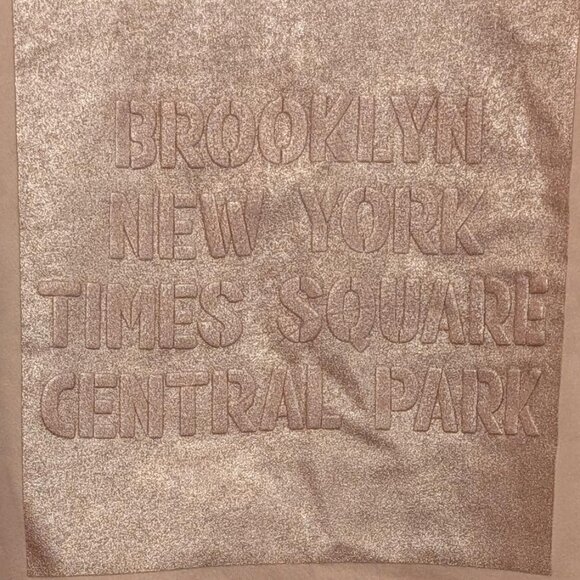 BROOKLYN
NEW YORK
TIMES SQUARE
CENTRAL PARK